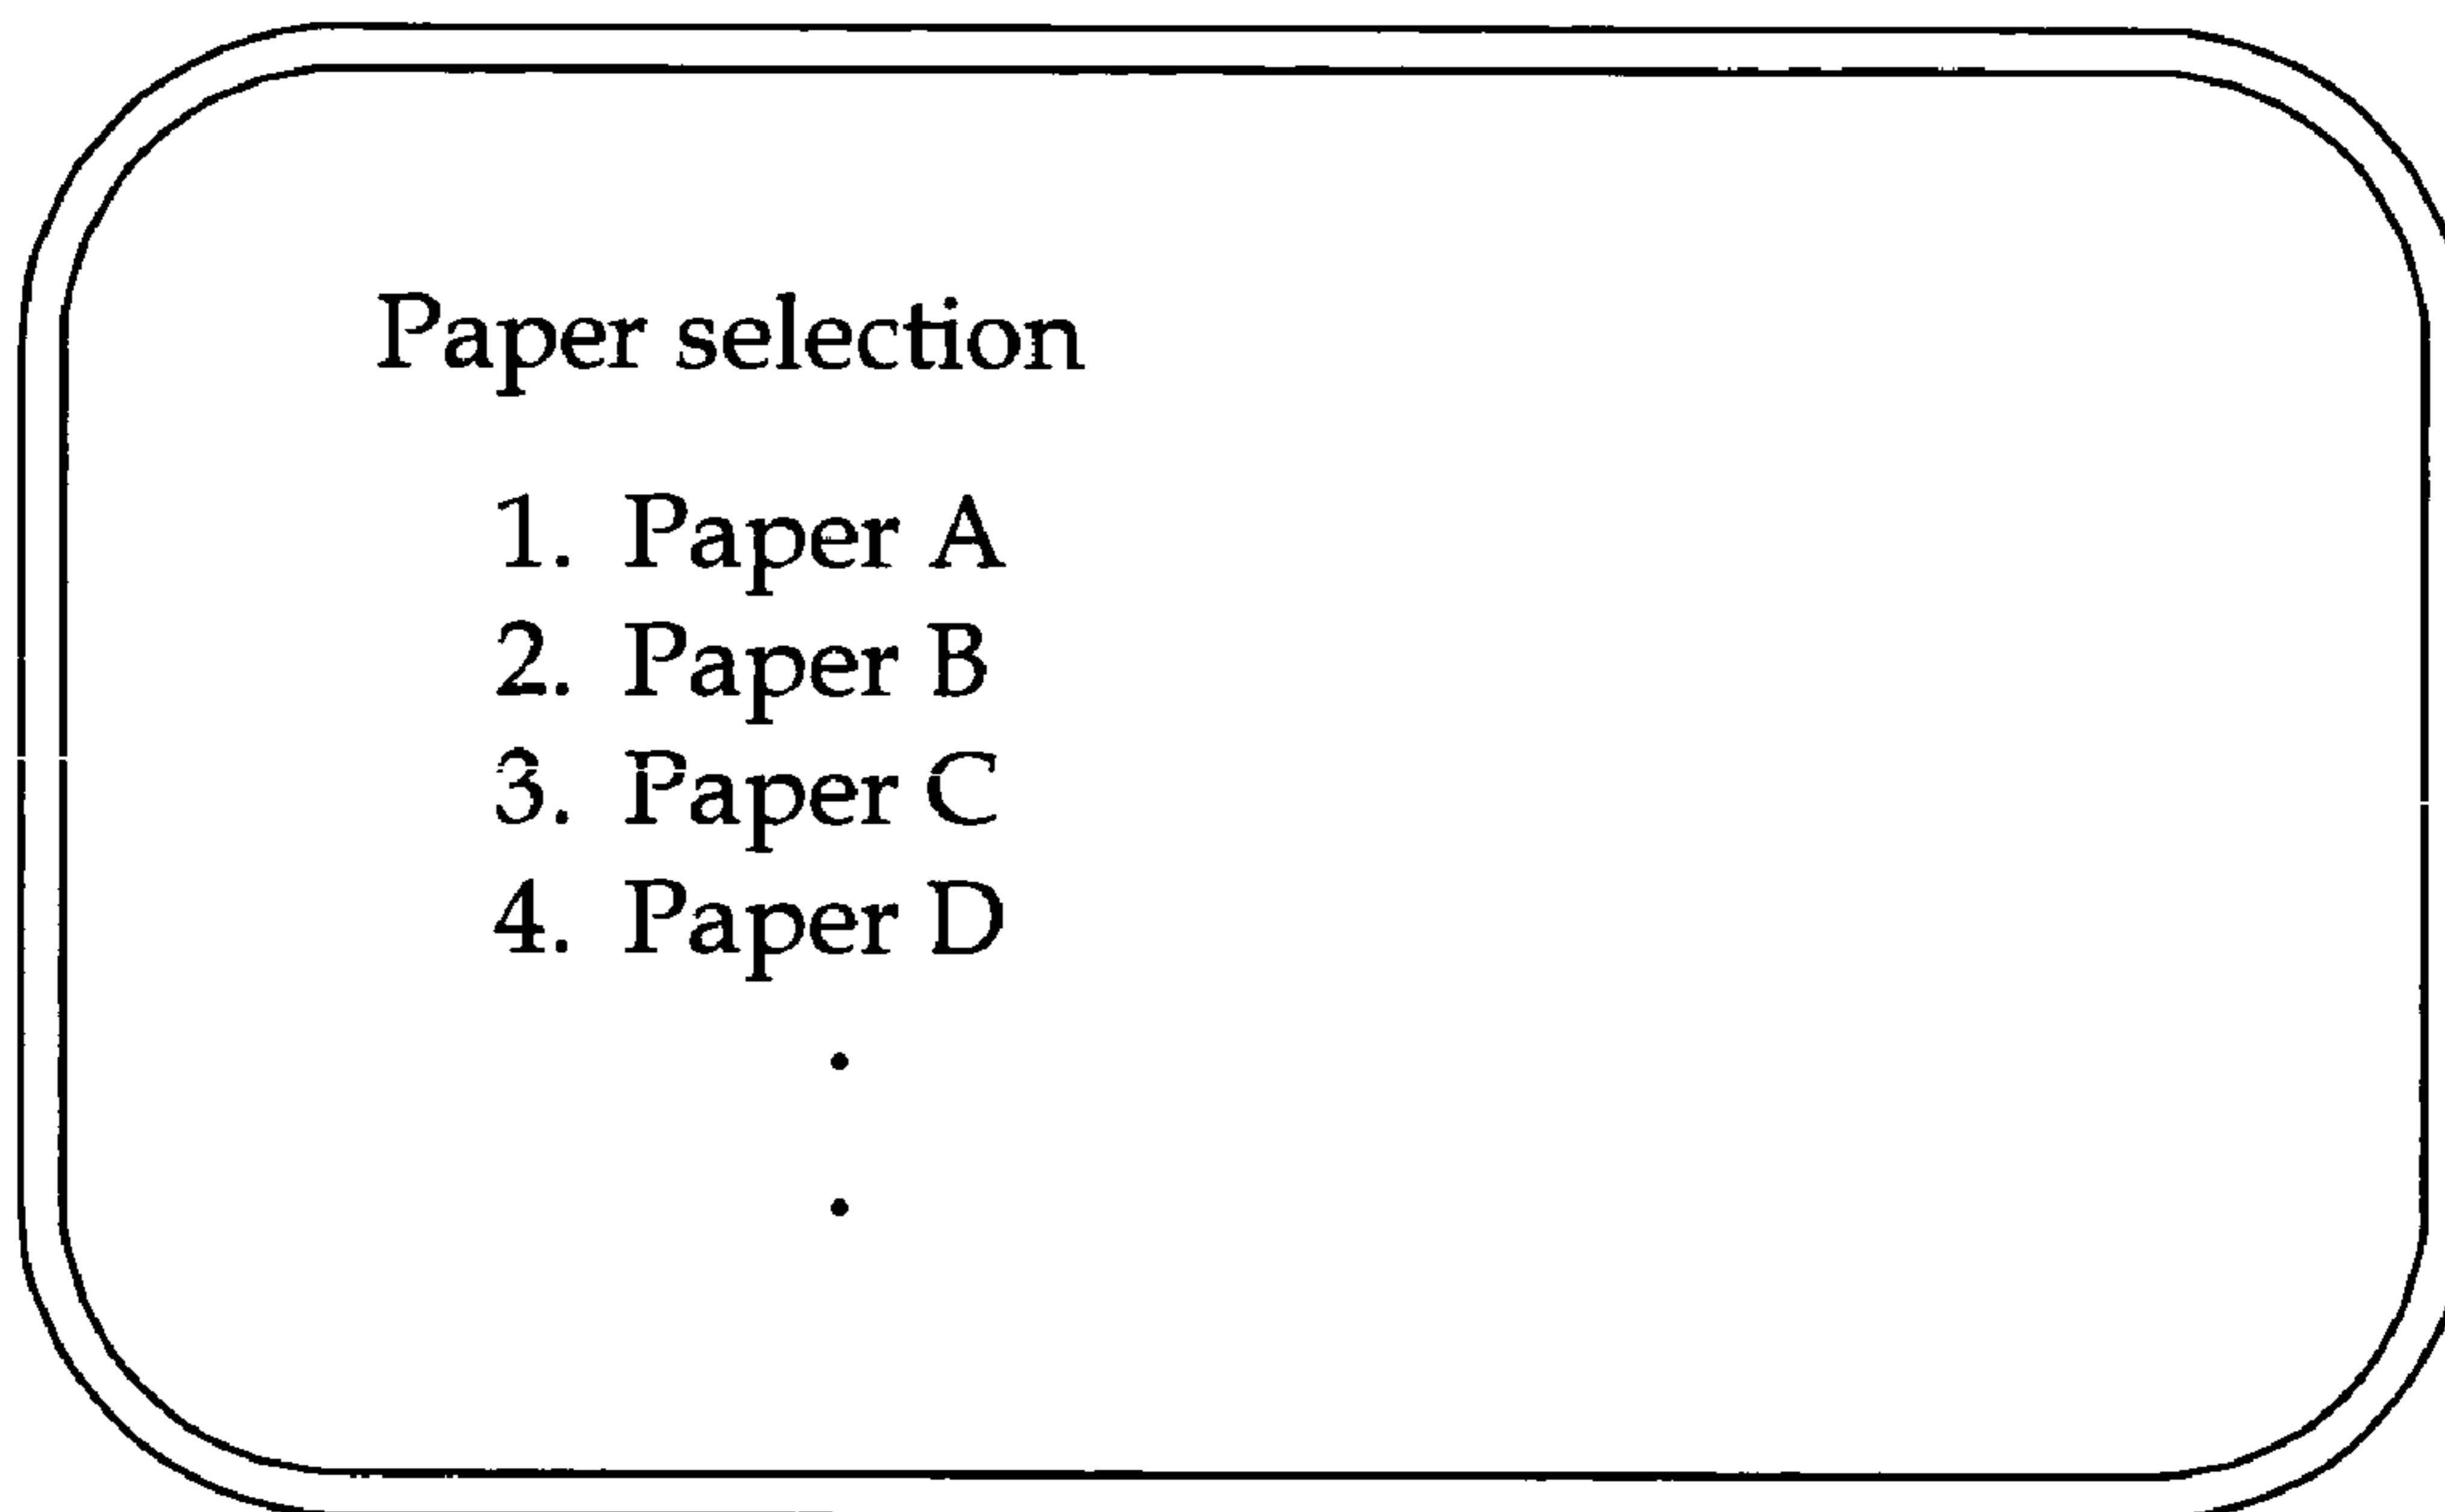 Paper selection
1. Paper A
2. Paper B
3. Paper C
4. Paper D
.
.